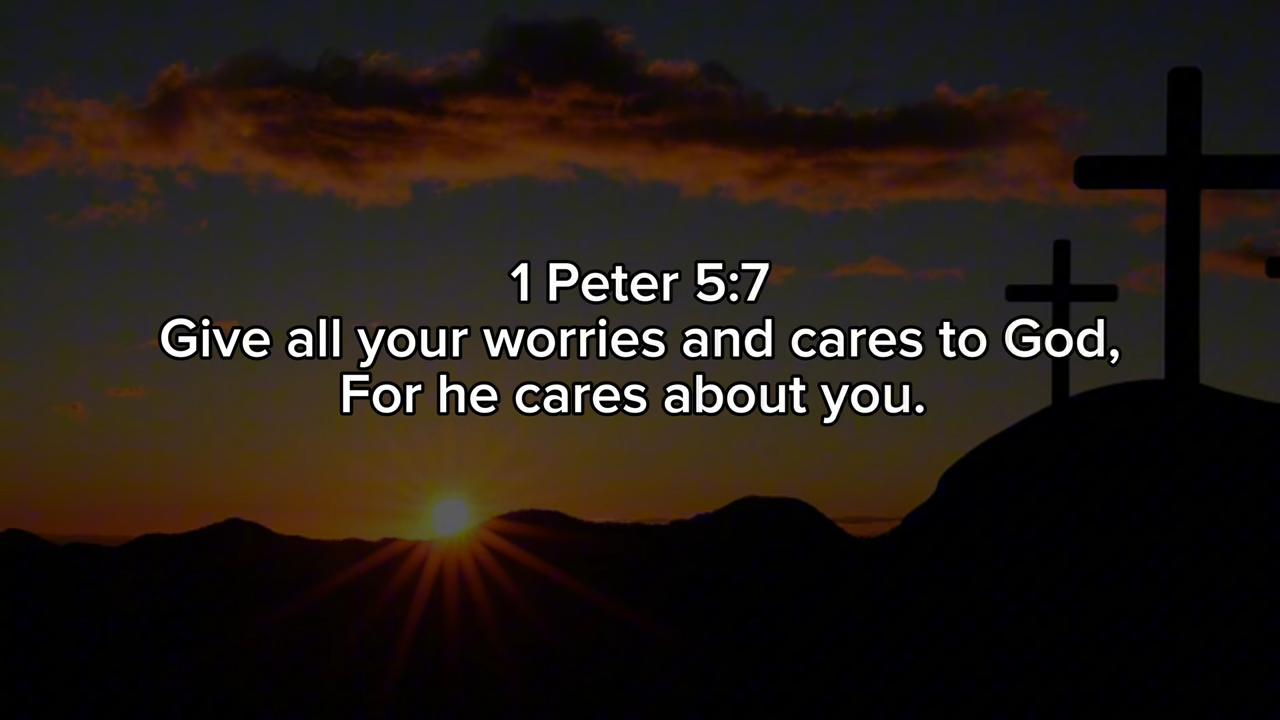 1 Peter 5:7
Give all your worries and cares to God,
For he cares about you.